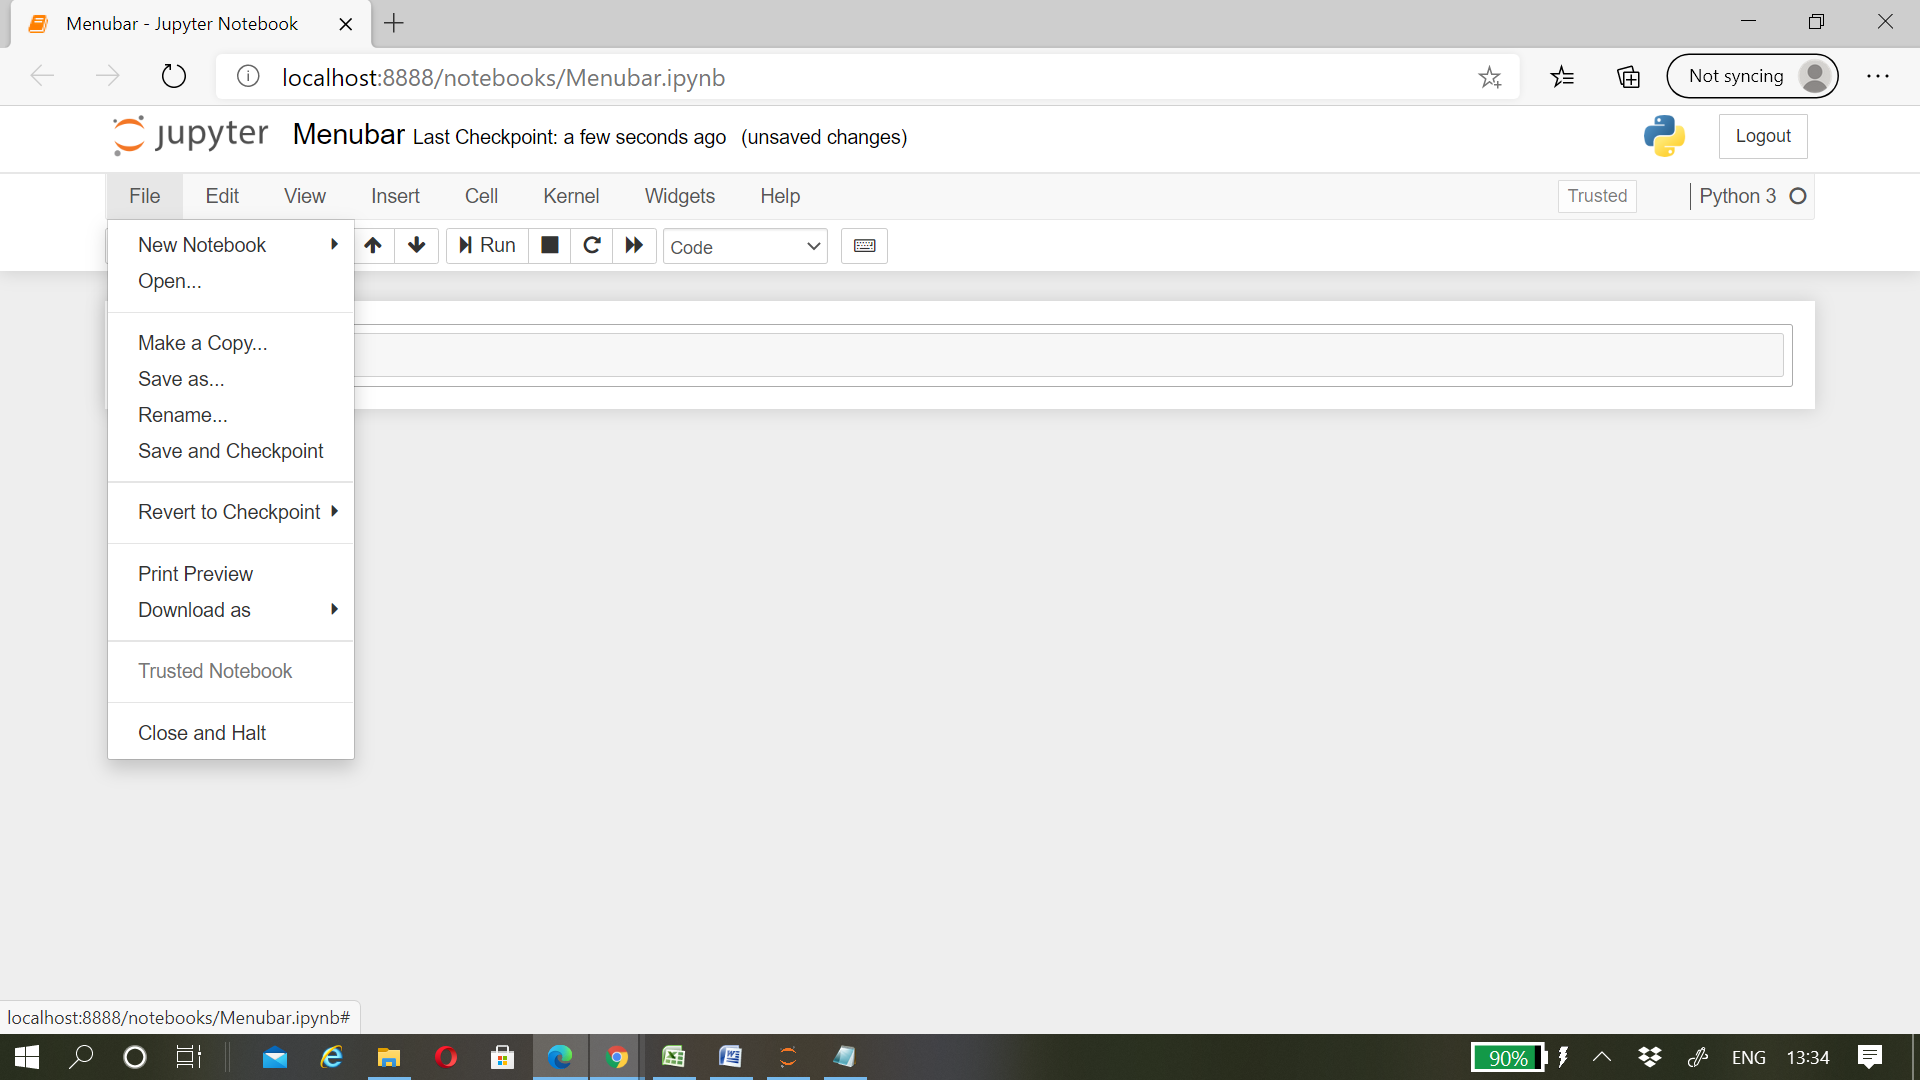 Menubar - Jupyter Notebook
localhost:8888/notebooks/Menubar.ipynb
Not syncing
jupyter Menubar Last Checkpoint: a few seconds ago (unsaved changes)
Logout
File Edit View Insert Cell Kernel Widgets Help
Trusted
Python 3
New Notebook
Run
Code
Open...
Make a Copy...
Save as...
Rename...
Save and Checkpoint
Revert to Checkpoint
Print Preview
Download as
Trusted Notebook
Close and Halt
localhost:8888/notebooks/Menubar.ipynb#
90%
ENG
13:34